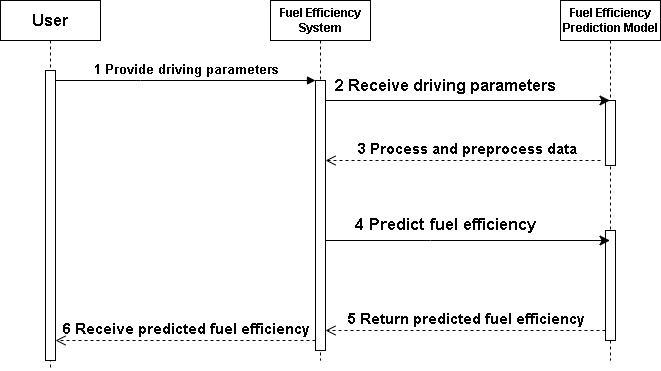 User
Fuel Efficiency
System
Fuel Efficiency
Prediction Model
1 Provide driving parameters
2 Receive driving parameters
3 Process and preprocess data
4 Predict fuel efficiency
5 Return predicted fuel efficiency
6 Receive predicted fuel efficiency